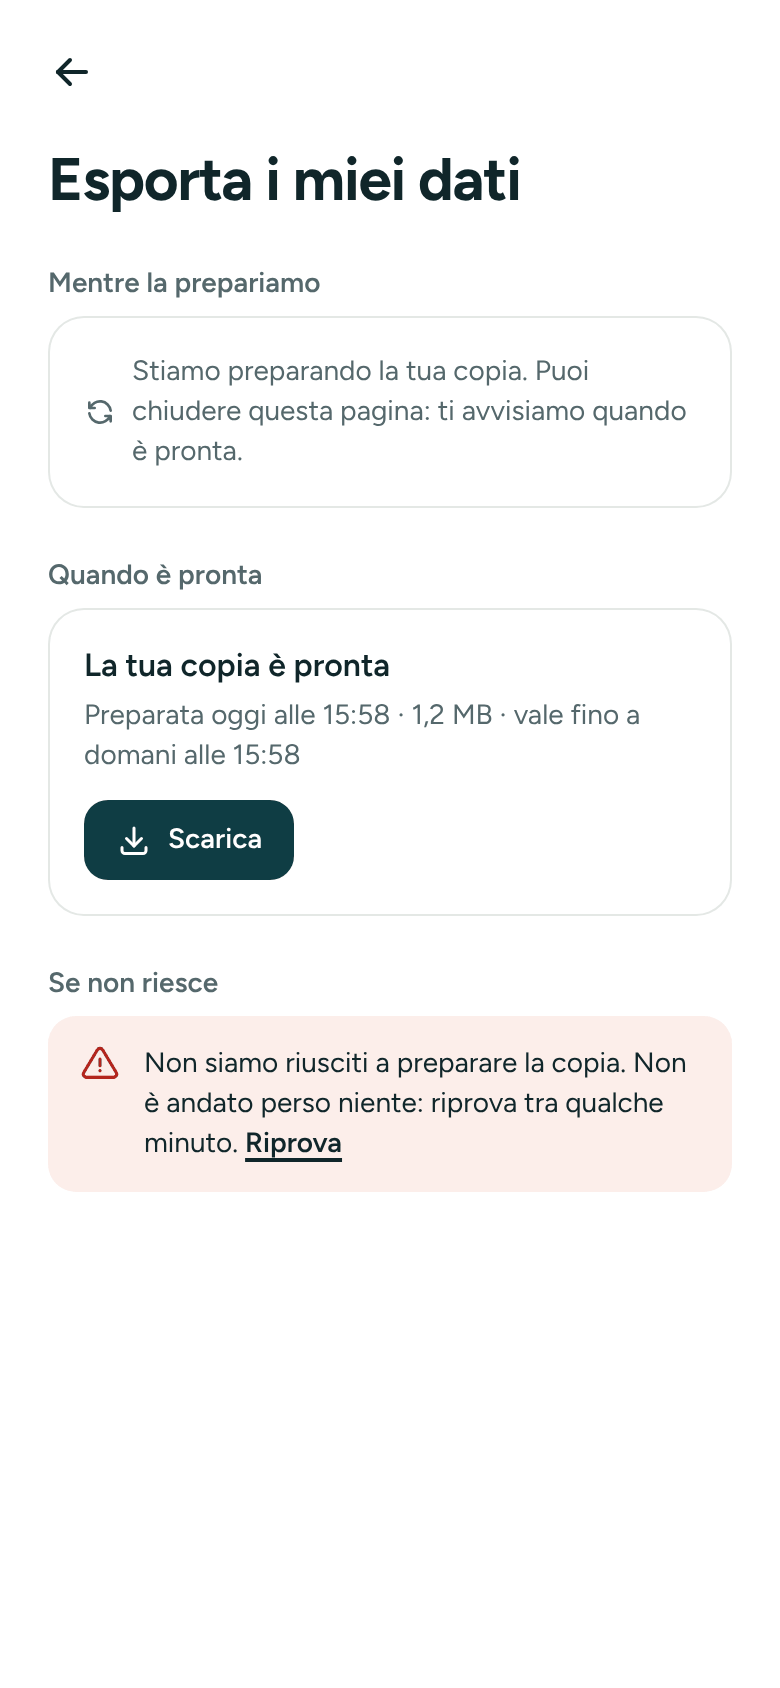 Esporta i miei dati
Mentre la prepariamo
Stiamo preparando la tua copia. Puoi
chiudere questa pagina: ti avvisiamo quando
è pronta.
Quando è pronta
La tua copia è pronta
Preparata oggi alle 15:58 · 1,2 MB · vale fino a
domani alle 15:58
Scarica
Se non riesce
Non siamo riusciti a preparare la copia. Non
è andato perso niente: riprova tra qualche
minuto. Riprova